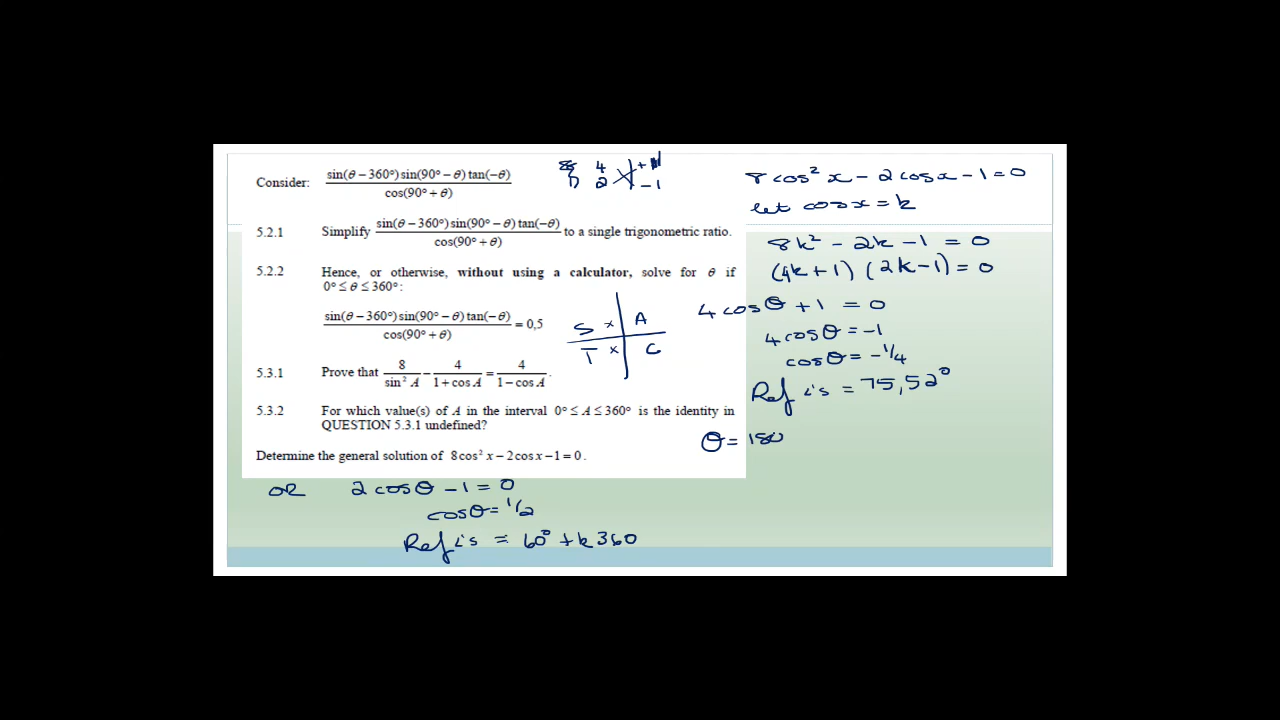 Consider: sin(θ − 360°) sin(90° − θ) tan(−θ) / cos(90° + θ)
5.2.1 Simplify sin(θ − 360°) sin(90° − θ) tan(−θ) / cos(90° + θ) to a single trigonometric ratio.
5.2.2 Hence, or otherwise, without using a calculator, solve for θ if
0° ≤ θ ≤ 360°:
sin(θ − 360°) sin(90° − θ) tan(−θ) / cos(90° + θ) = 0,5
5.3.1 Prove that 8 / sin² A − 4 / 1 + cos A = 4 / 1 − cos A.
5.3.2 For which value(s) of A in the interval 0° ≤ A ≤ 360° is the identity in
QUESTION 5.3.1 undefined?
Determine the general solution of 8cos² x − 2cos x − 1 = 0.
4
2 −1
S × A
T × C
8 cos² x − 2 cos x − 1 = 0
let cos x = k
8k² − 2k − 1 = 0
(4k + 1) (2k − 1) = 0
4 cos θ + 1 = 0
4 cos θ = −1
cos θ = −1/4
Ref ∠'s = 75,52°
θ = 180
OR 2 cos θ − 1 = 0
cos θ = 1/2
Ref ∠'s = 60° + k 360